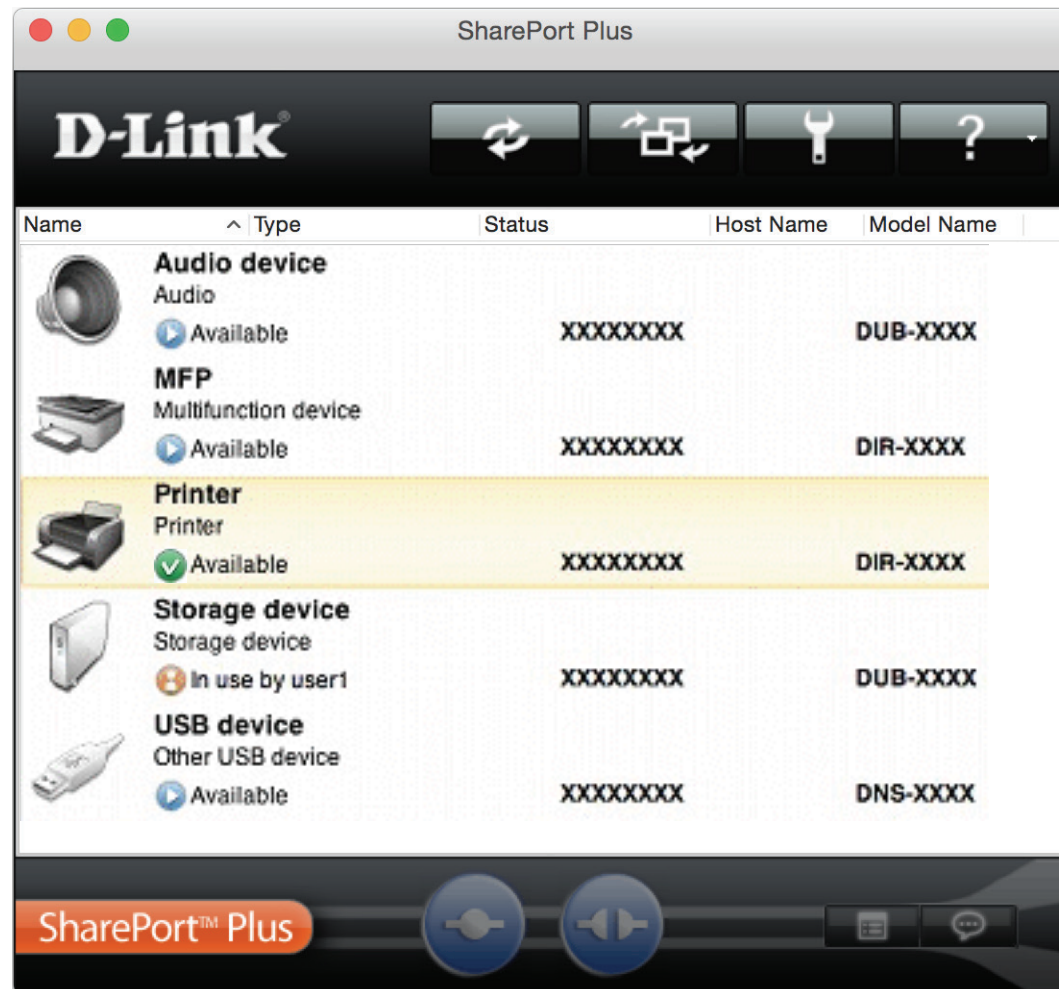 SharePort Plus
D-Link®
?
Name Type Status Host Name Model Name
Audio device
Audio
Available XXXXXXXX DUB-XXXX
MFP
Multifunction device
Available XXXXXXXX DIR-XXXX
Printer
Printer
Available XXXXXXXX DIR-XXXX
Storage device
Storage device
In use by user1 XXXXXXXX DUB-XXXX
USB device
Other USB device
Available XXXXXXXX DNS-XXXX
SharePort™ Plus